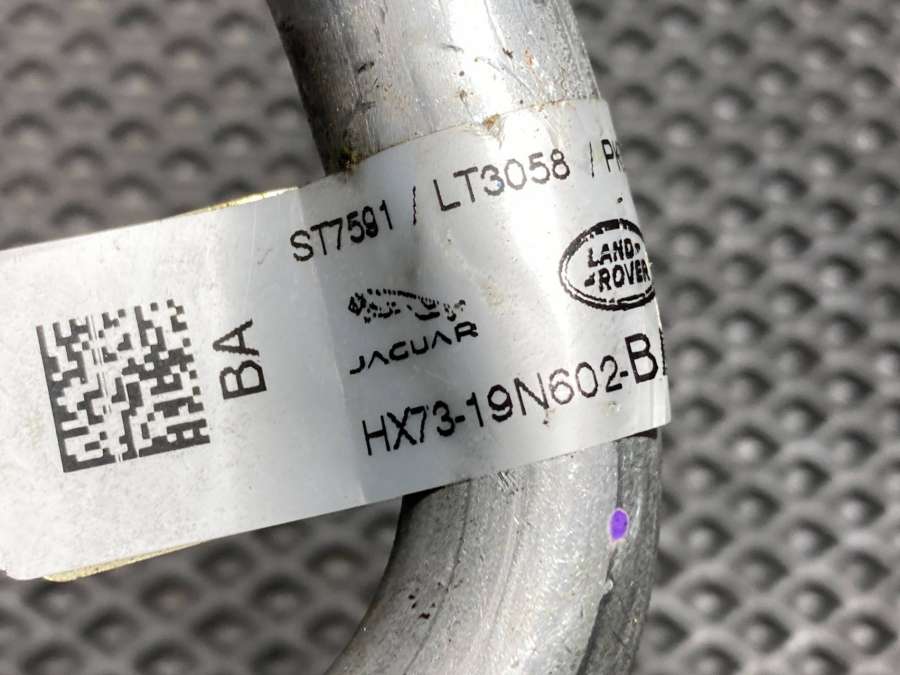 ST7591 / LT3058 /
LAND-
-ROVER
BA
JAGUAR
HX73-19N602-B